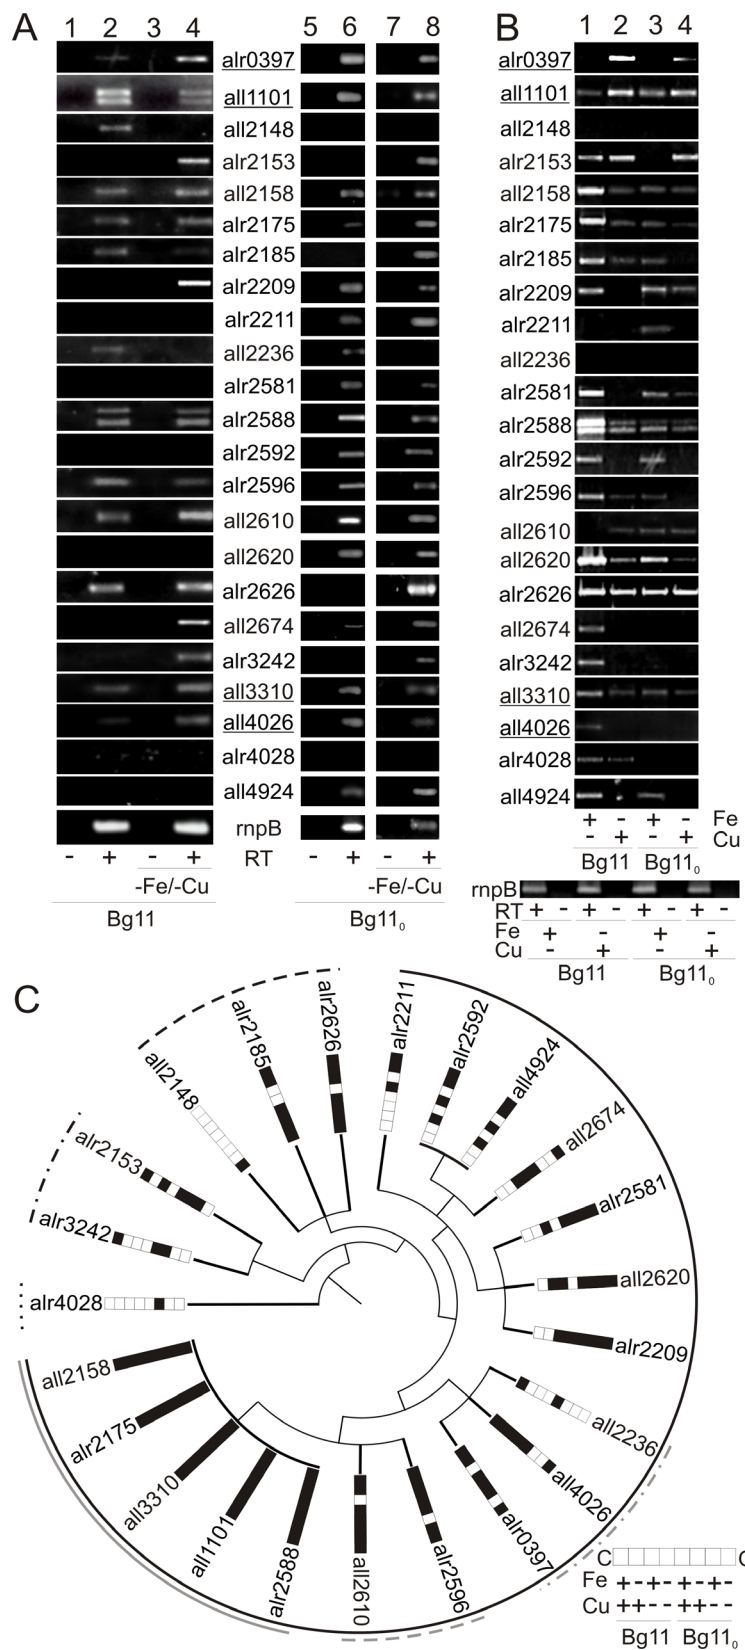 A
1 2 3 4 5 6 7 8
alr0397
all1101
all2148
alr2153
all2158
alr2175
alr2185
alr2209
alr2211
all2236
alr2581
alr2588
alr2592
alr2596
all2610
all2620
alr2626
all2674
alr3242
all3310
all4026
alr4028
all4924
rnpB
- + - + RT - + - +
-Fe/-Cu -Fe/-Cu
Bg11 Bg11₀
B
1 2 3 4
alr0397
all1101
all2148
alr2153
all2158
alr2175
alr2185
alr2209
alr2211
all2236
alr2581
alr2588
alr2592
alr2596
all2610
all2620
alr2626
all2674
alr3242
all3310
all4026
alr4028
all4924
+ - + - Fe
- + - + Cu
Bg11 Bg11₀
rnpB
RT + - + - + - + -
Fe + - + -
Cu - + - +
Bg11 Bg11₀
C
alr4028
alr3242
alr2153
all2148
alr2185
alr2626
alr2211
alr2592
all4924
all2674
alr2581
all2620
alr2209
all2236
all4026
alr0397
alr2596
all2610
alr2588
all1101
all3310
alr2175
all2158
C
Fe +-+-+-+-
Cu ++--++--
Bg11 Bg11₀